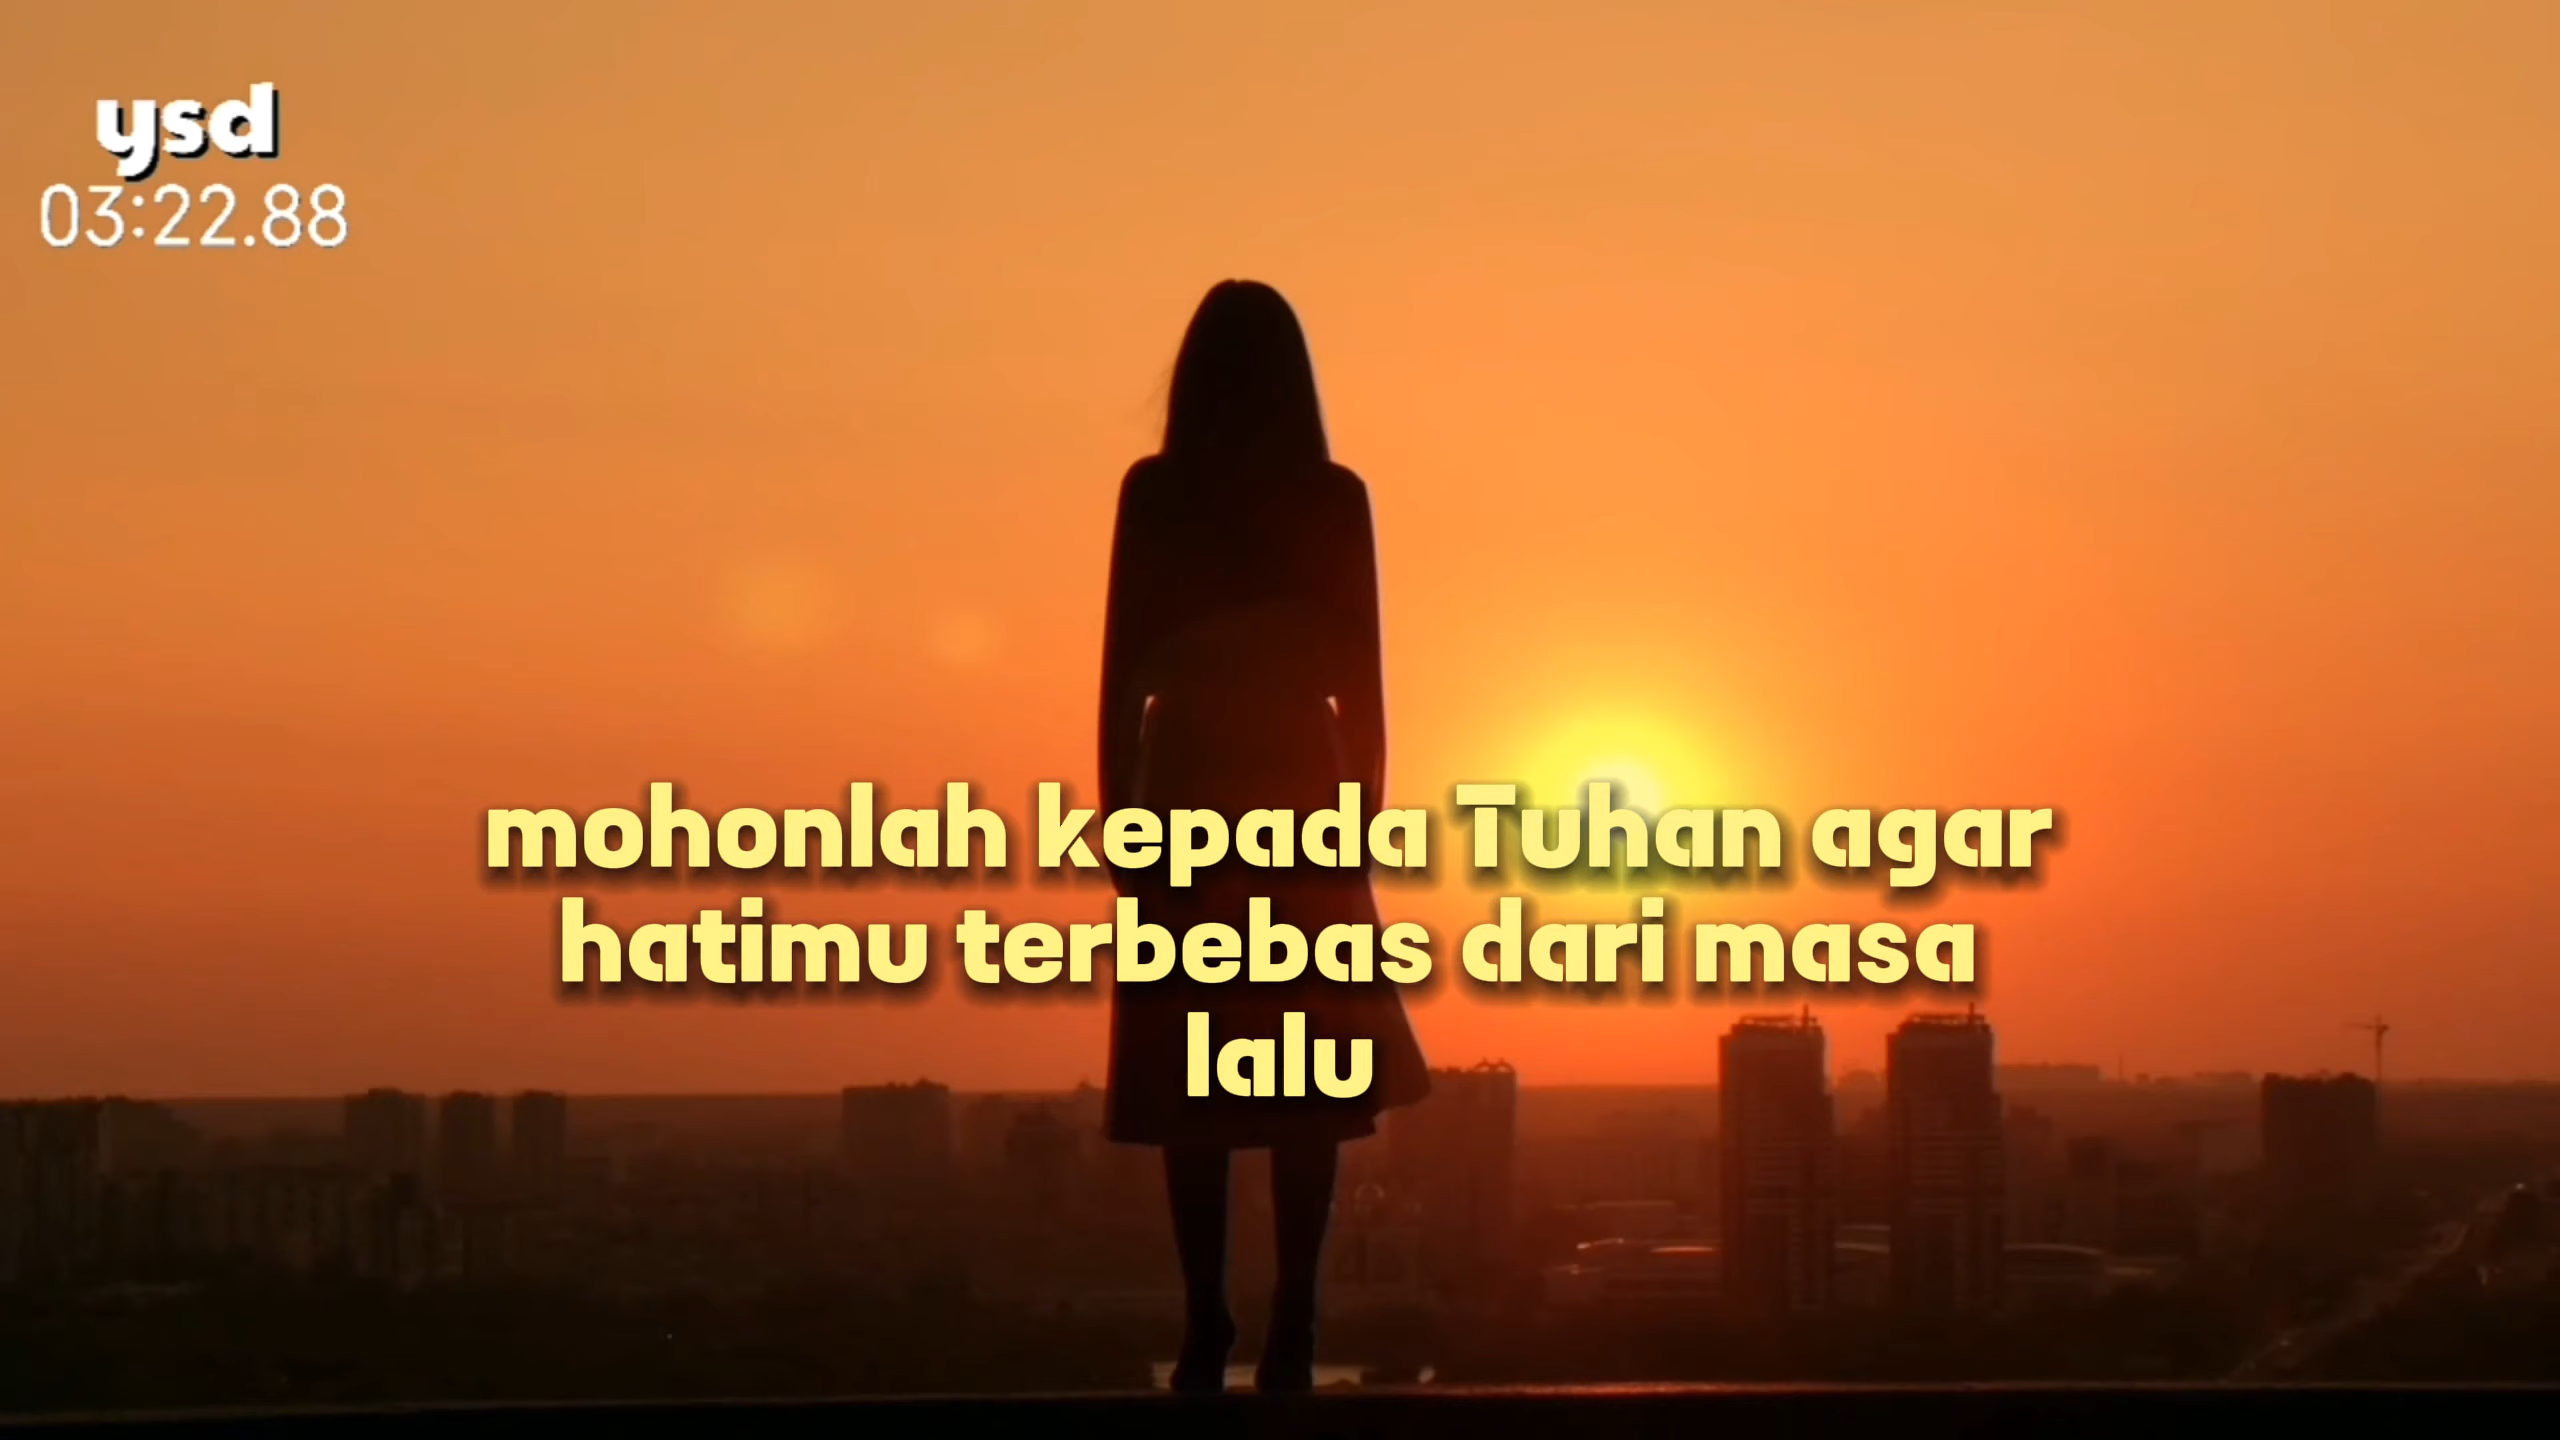 ysd
03:22.88
mohonlah kepada Tuhan agar
hatimu terbebas dari masa
lalu